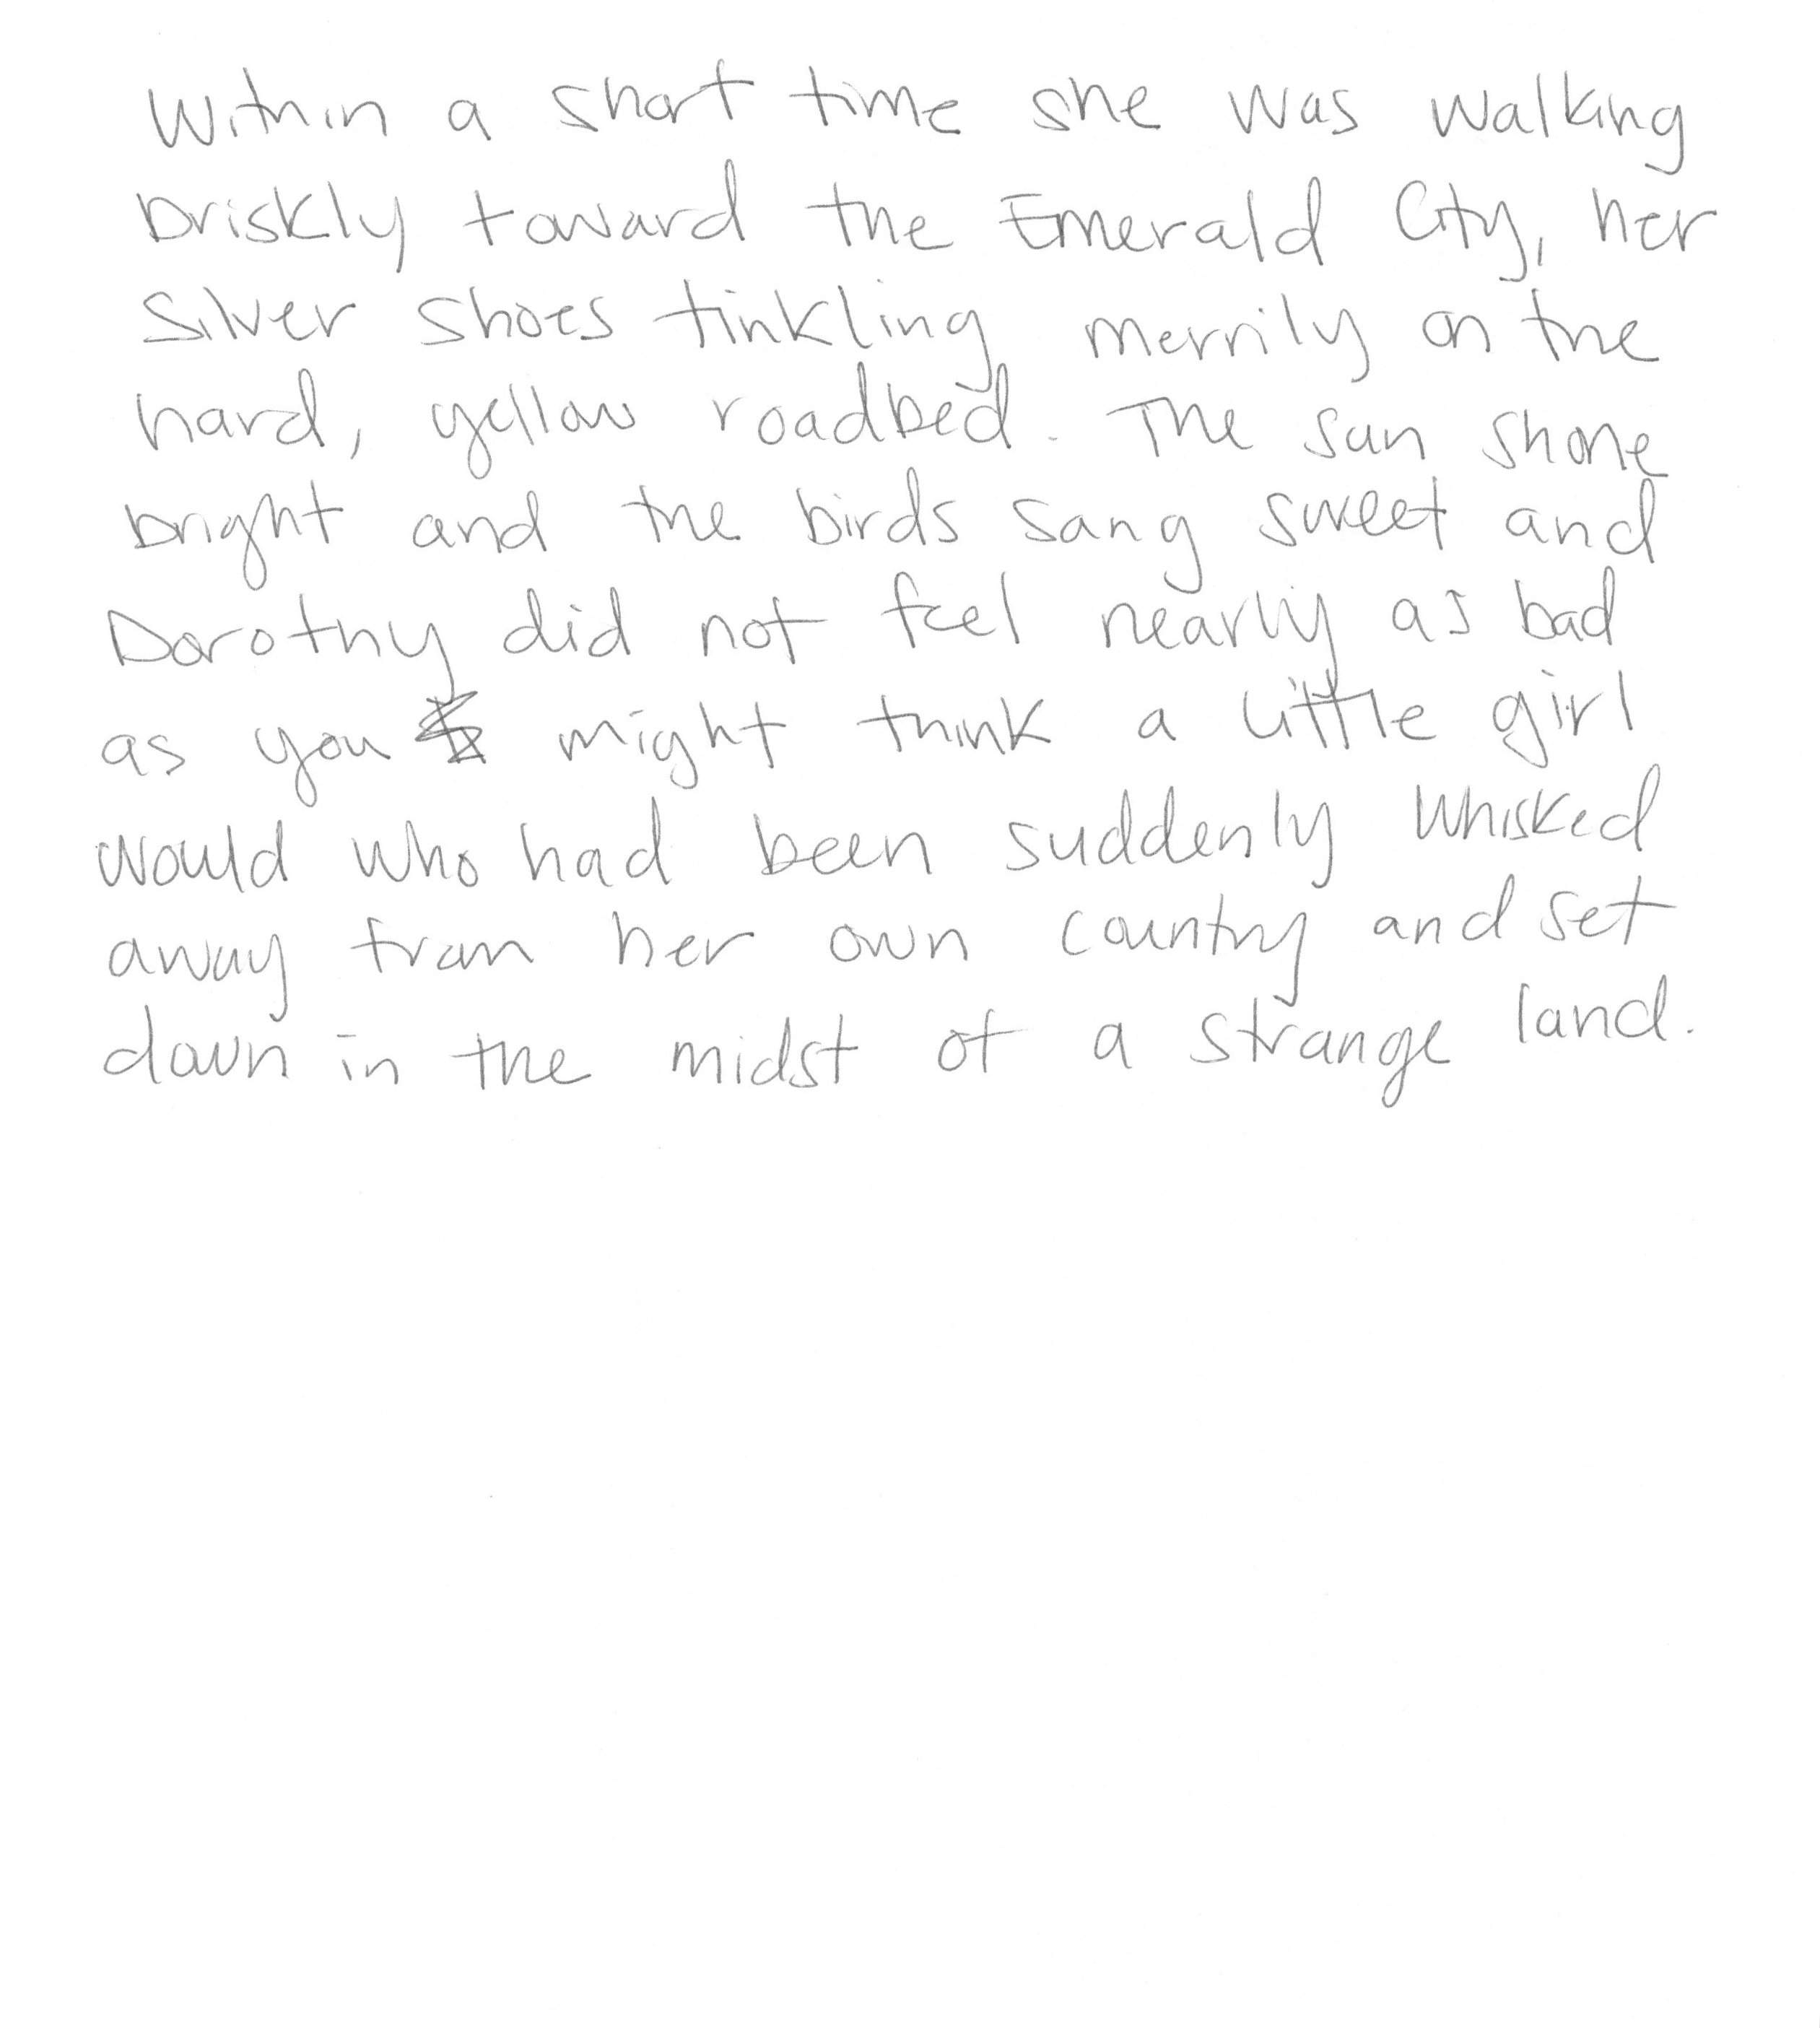 Within a short time she was walking
briskly toward the Emerald City, her
Silver shoes tinkling merrily on the
hard, yellow roadbed. The sun shone
bright and the birds sang sweet and
Dorothy did not feel nearly as bad
as you might think a little girl
would who had been suddenly whisked
away from her own country and set
down in the midst of a strange land.